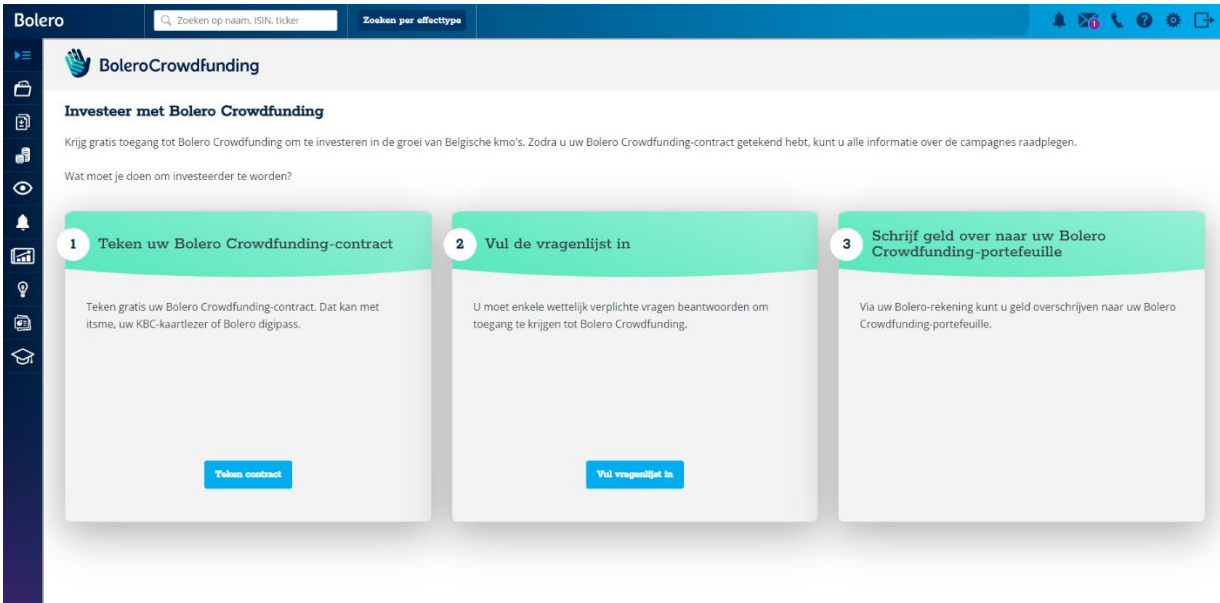 Bolero
Zoeken op naam, ISIN, ticker
Zoeken per effecttype
1
BoleroCrowdfunding
Investeer met Bolero Crowdfunding
Krijg gratis toegang tot Bolero Crowdfunding om te investeren in de groei van Belgische kmo's. Zodra u uw Bolero Crowdfunding-contract getekend hebt, kunt u alle informatie over de campagnes raadplegen.
Wat moet je doen om investeerder te worden?
1
Teken uw Bolero Crowdfunding-contract
Teken gratis uw Bolero Crowdfunding-contract. Dat kan met
itsme, uw KBC-kaartlezer of Bolero digipass.
Teken contract
2
Vul de vragenlijst in
U moet enkele wettelijk verplichte vragen beantwoorden om
toegang te krijgen tot Bolero Crowdfunding.
Vul vragenlijst in
3
Schrijf geld over naar uw Bolero
Crowdfunding-portefeuille
Via uw Bolero-rekening kunt u geld overschrijven naar uw Bolero
Crowdfunding-portefeuille.